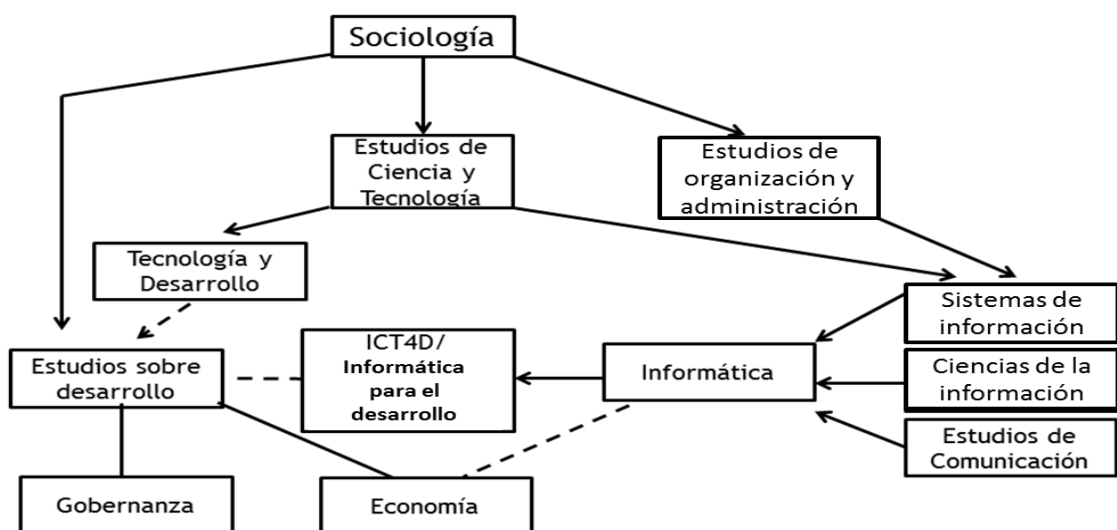 Sociología
Estudios de
Ciencia y
Tecnología
Estudios de
organización y
administración
Tecnología y
Desarrollo
Sistemas de
información
Estudios sobre
desarrollo
ICT4D/
Informática
para el
desarrollo
Informática
Ciencias de la
información
Estudios de
Comunicación
Gobernanza
Economía